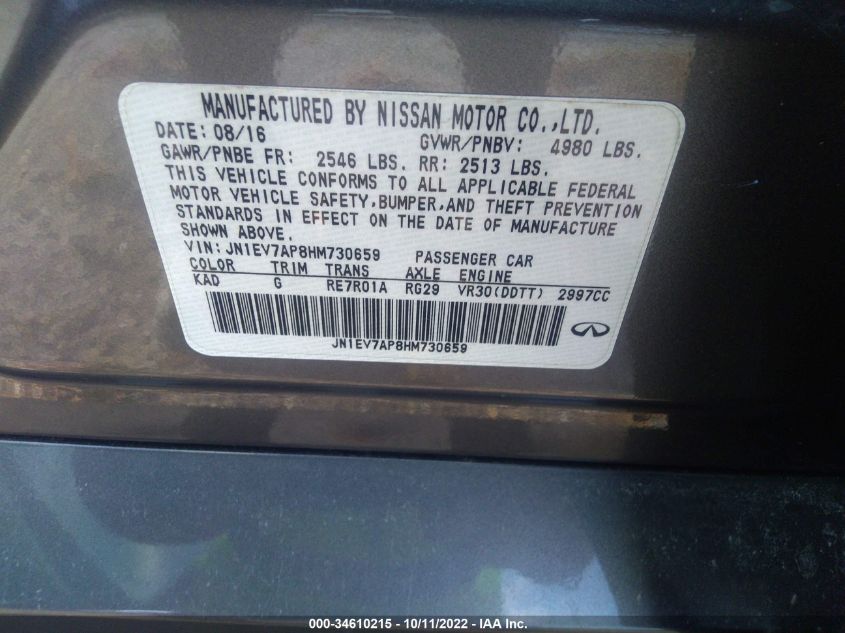 MANUFACTURED BY NISSAN MOTOR CO.,LTD.
DATE: 08/16 GVWR/PNBV: 4980 LBS.
GAWR/PNBE FR: 2546 LBS. RR: 2513 LBS.
THIS VEHICLE CONFORMS TO ALL APPLICABLE FEDERAL
MOTOR VEHICLE SAFETY,BUMPER,AND THEFT PREVENTION
STANDARDS IN EFFECT ON THE DATE OF MANUFACTURE
SHOWN ABOVE.
VIN: JN1EV7AP8HM730659 PASSENGER CAR
COLOR TRIM TRANS AXLE ENGINE
KAD G RE7R01A RG29 VR30(DDTT) 2997CC
JN1EV7AP8HM730659
000-34610215 - 10/11/2022 - IAA Inc.